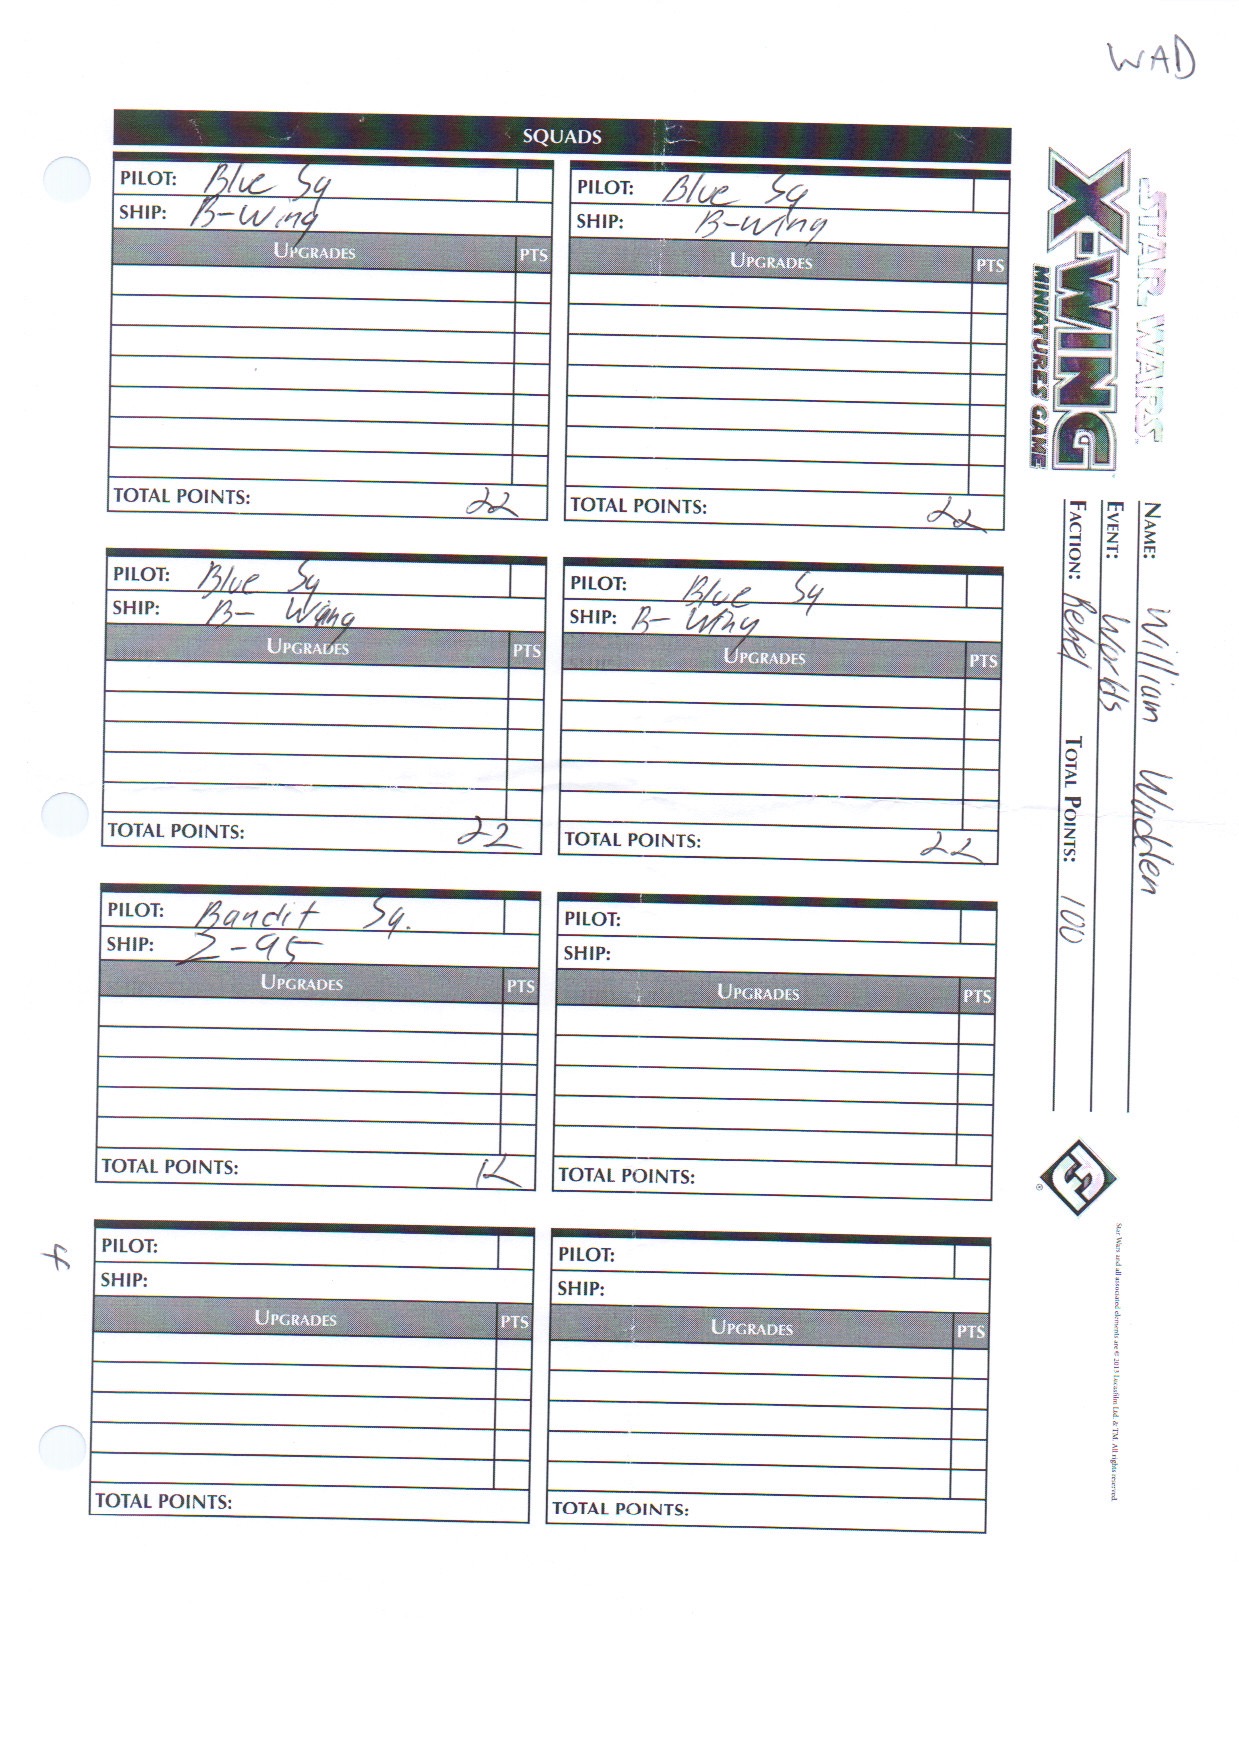 WAD
SQUADS
PILOT: Blue Sq
SHIP: B-Wing
UPGRADES PTS
TOTAL POINTS: 22
PILOT: Blue Sq
SHIP: B-Wing
UPGRADES PTS
TOTAL POINTS: 22
PILOT: Blue Sq
SHIP: B- Wing
UPGRADES PTS
TOTAL POINTS: 22
PILOT: Blue Sq
SHIP: B- Wing
UPGRADES PTS
TOTAL POINTS: 22
PILOT: Bandit Sq.
SHIP: Z-95
UPGRADES PTS
TOTAL POINTS: 12
PILOT:
SHIP:
UPGRADES PTS
TOTAL POINTS:
4
PILOT:
SHIP:
UPGRADES PTS
TOTAL POINTS:
PILOT:
SHIP:
UPGRADES PTS
TOTAL POINTS:
STAR WARS
X-WING
MINIATURES GAME
NAME: William
EVENT: Worlds
FACTION: Rebel TOTAL POINTS: 100
Star Wars and all associated elements are © 2013 Lucasfilm Ltd. & TM. All rights reserved.